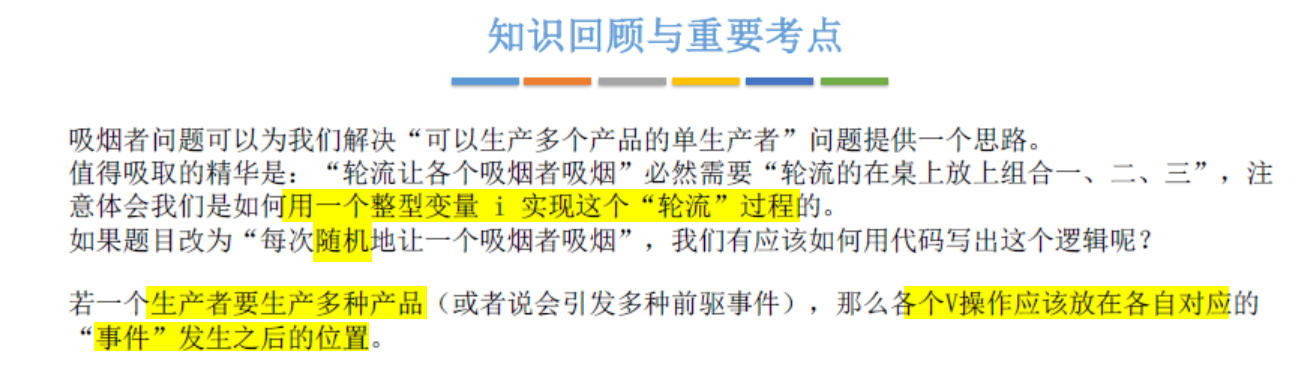 知识回顾与重要考点
吸烟者问题可以为我们解决“可以生产多个产品的单生产者”问题提供一个思路。
值得吸取的精华是：“轮流让各个吸烟者吸烟”必然需要“轮流的在桌上放上组合一、二、三”，注
意体会我们是如何用一个整型变量 i 实现这个“轮流”过程的。
如果题目改为“每次随机地让一个吸烟者吸烟”，我们有应该如何用代码写出这个逻辑呢？
若一个生产者要生产多种产品（或者说会引发多种前驱事件），那么各个V操作应该放在各自对应的
“事件”发生之后的位置。